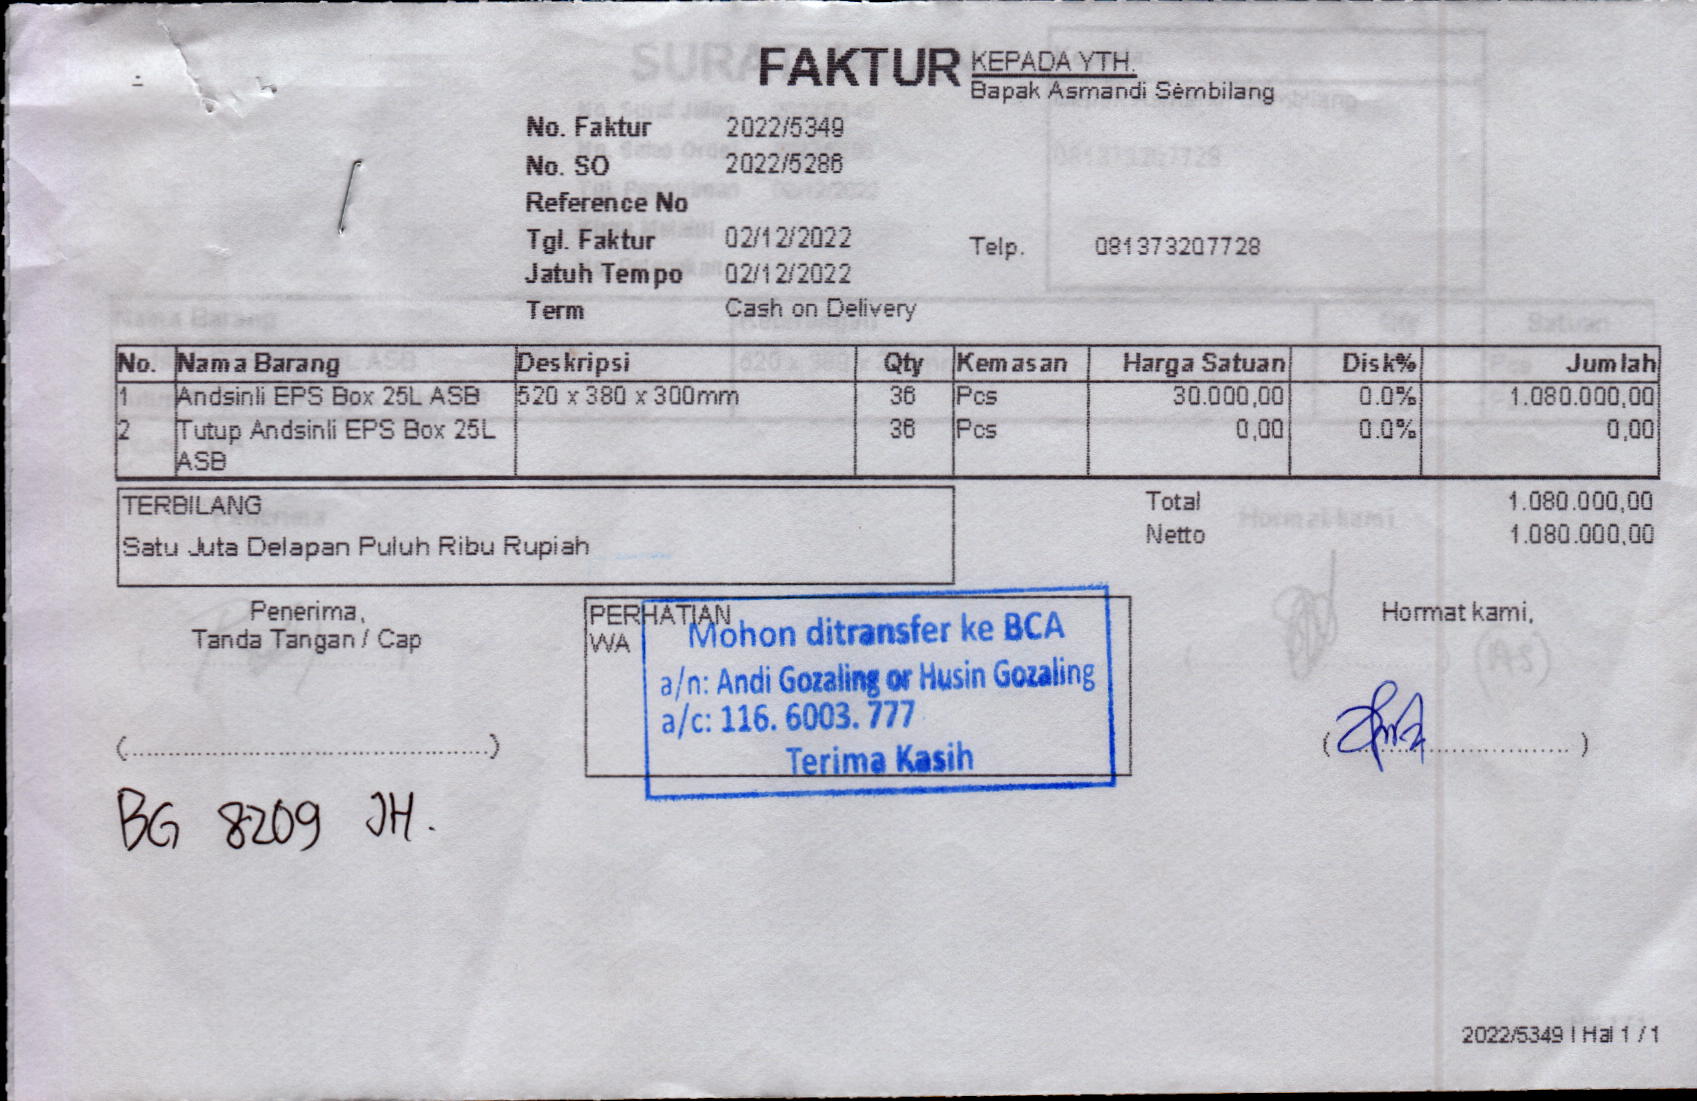 FAKTUR
KEPADA YTH.
Bapak Asmandi Sembilang
No. Faktur 2022/5349
No. SO 2022/5286
Reference No
Tgl. Faktur 02/12/2022
Telp. 081373207728
Jatuh Tempo 02/12/2022
Term Cash on Delivery
No. Nama Barang Deskripsi Qty Kemasan Harga Satuan Disk% Jumlah
1 Andsinli EPS Box 25L ASB 520 x 380 x 300mm 36 Pcs 30.000,00 0.0% 1.080.000,00
2 Tutup Andsinli EPS Box 25L 36 Pcs 0,00 0.0% 0,00
ASB
TERBILANG
Satu Juta Delapan Puluh Ribu Rupiah
Total 1.080.000,00
Netto 1.080.000,00
Penerima,
Tanda Tangan / Cap
(..............................................)
PERHATIAN
WA
Mohon ditransfer ke BCA
a/n: Andi Gozaling or Husin Gozaling
a/c: 116. 6003. 777
Terima Kasih
Hormat kami,
BG 8209 JH.
2022/5349 | Hal 1 / 1